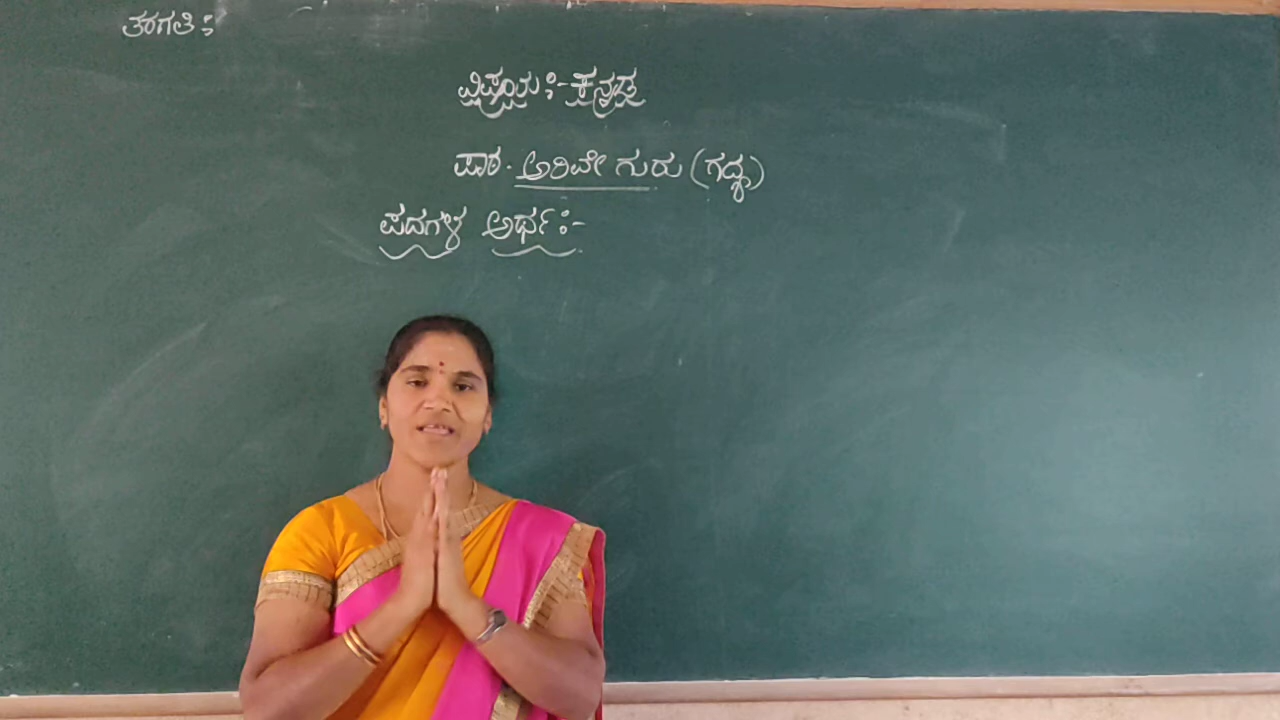 ತರಗತಿ :
ವಿಷಯ :- ಕನ್ನಡ
ಪಾಠ - ಅರಿವೇ ಗುರು (ಗದ್ಯ)
ಪದಗಳ ಅರ್ಥ :-